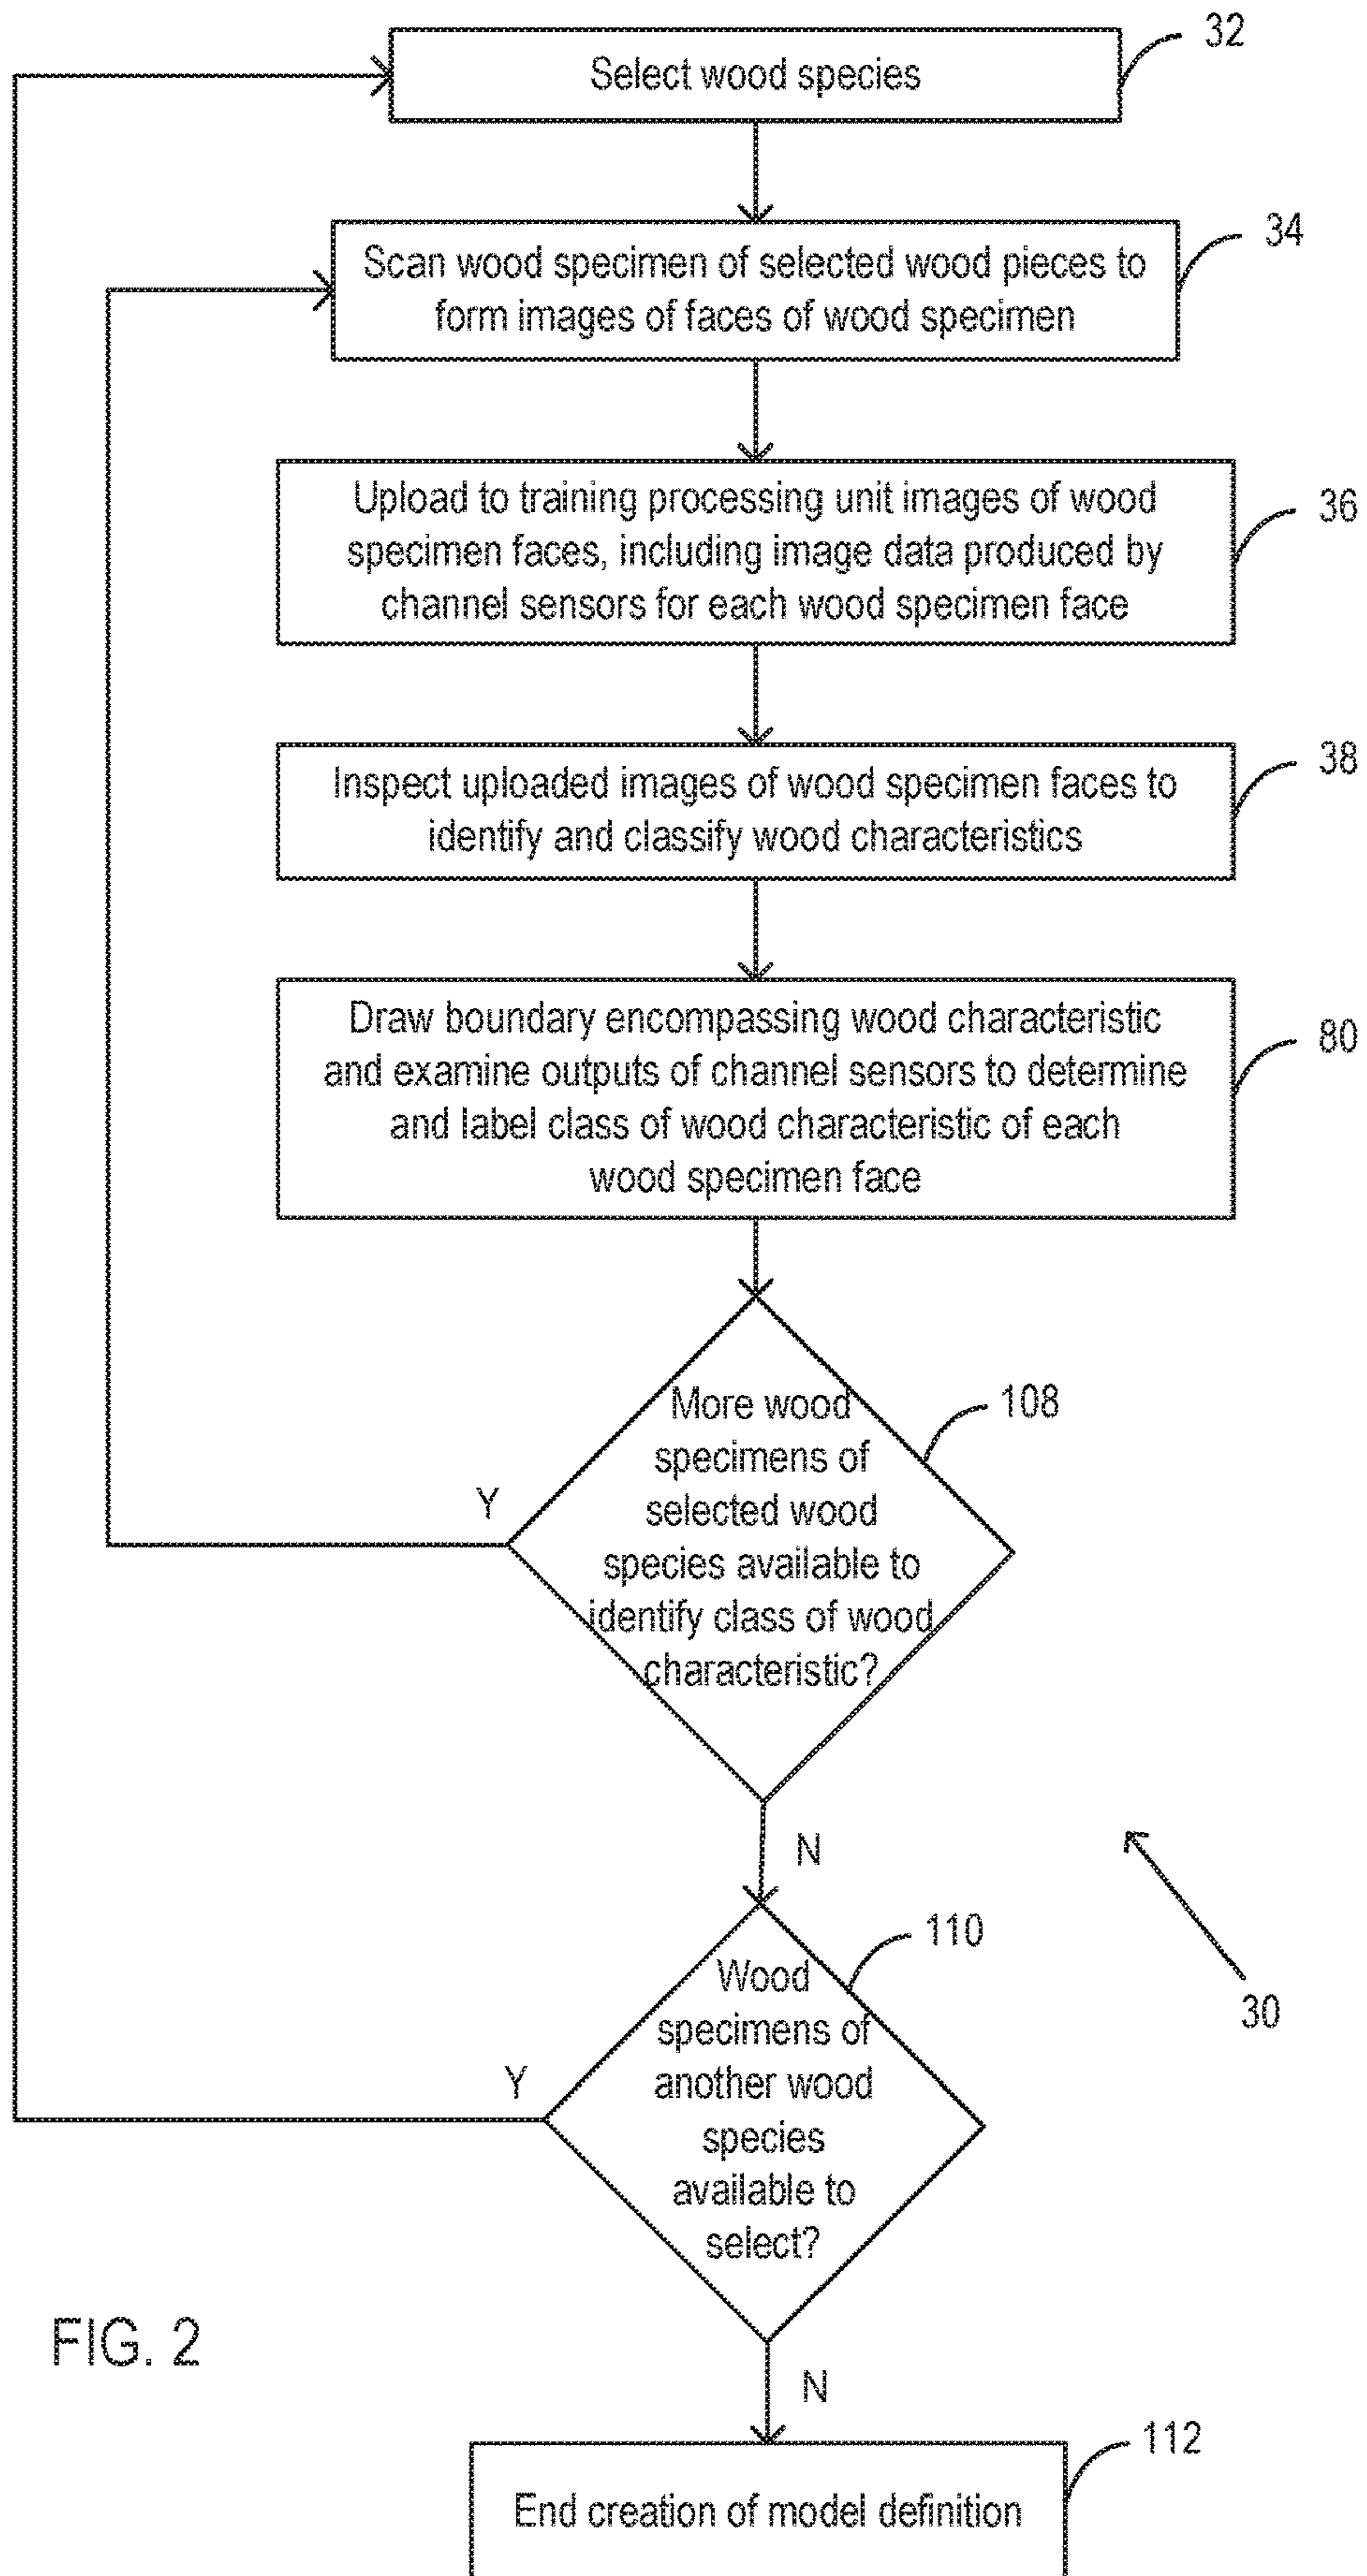 32
Select wood species
34
Scan wood specimen of selected wood pieces to
form images of faces of wood specimen
36
Upload to training processing unit images of wood
specimen faces, including image data produced by
channel sensors for each wood specimen face
38
Inspect uploaded images of wood specimen faces to
identify and classify wood characteristics
80
Draw boundary encompassing wood characteristic
and examine outputs of channel sensors to determine
and label class of wood characteristic of each
wood specimen face
108
More wood
specimens of
selected wood
species available to
identify class of wood
characteristic?
Y
N
110
Wood
specimens of
another wood
species
available to
select?
Y
30
N
FIG. 2
112
End creation of model definition